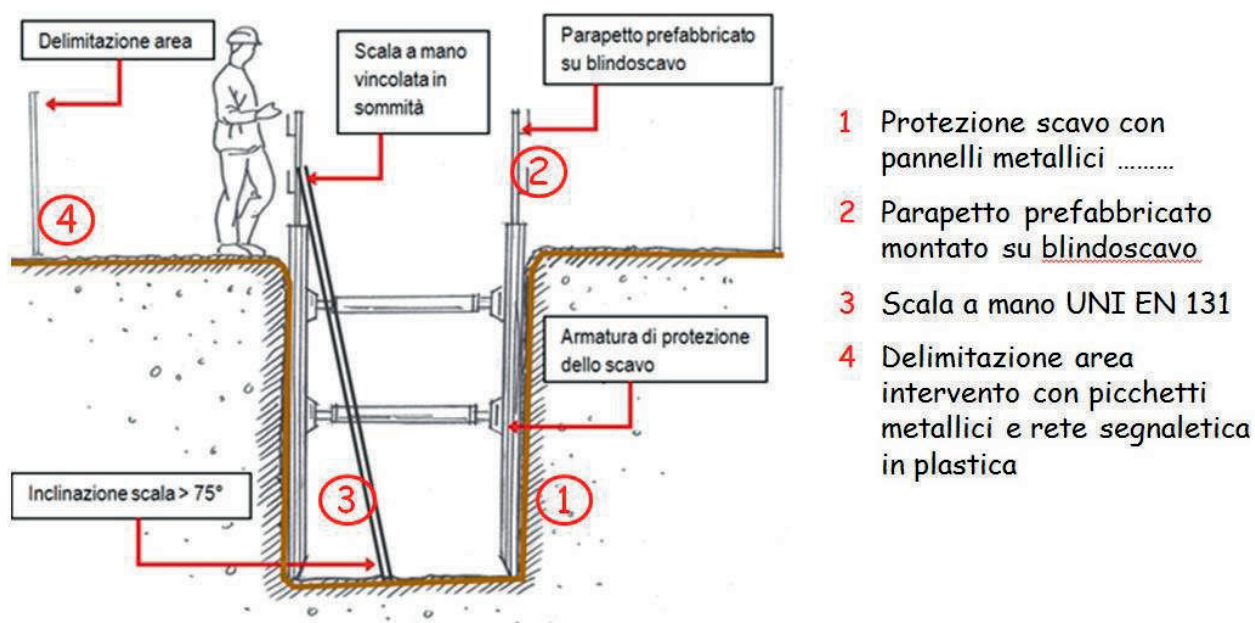 Delimitazione area
Scala a mano
vincolata in
sommità
Parapetto prefabbricato
su blindoscavo
2
4
Armatura di protezione
dello scavo
Inclinazione scala > 75°
3
1
1 Protezione scavo con
pannelli metallici .........
2 Parapetto prefabbricato
montato su blindoscavo
3 Scala a mano UNI EN 131
4 Delimitazione area
intervento con picchetti
metallici e rete segnaletica
in plastica